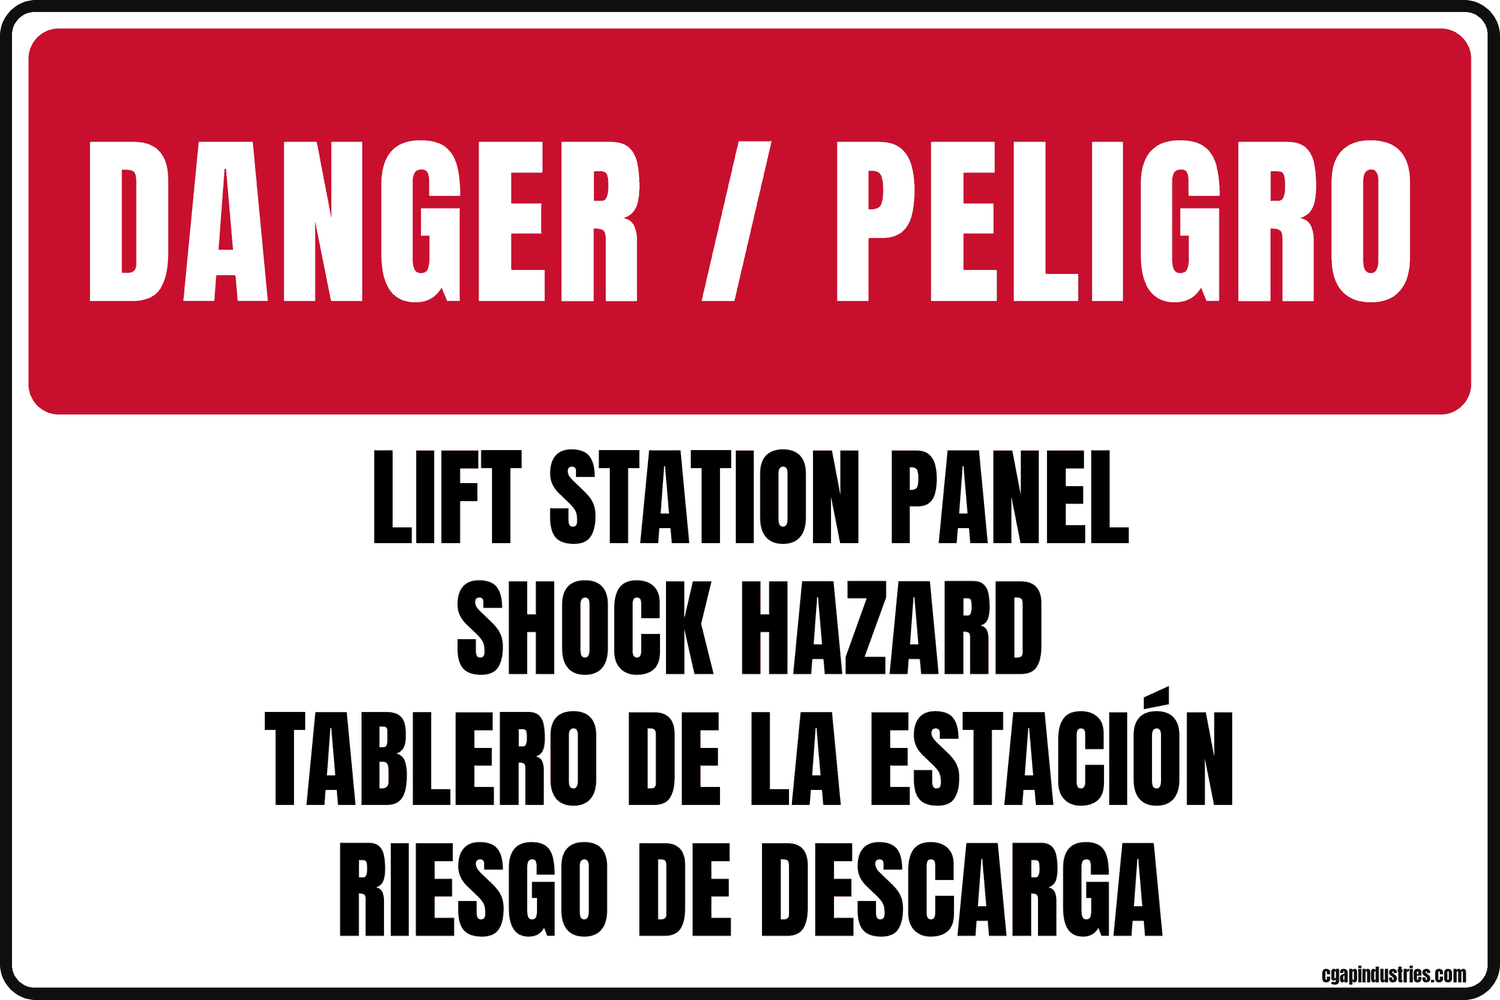 DANGER / PELIGRO
LIFT STATION PANEL
SHOCK HAZARD
TABLERO DE LA ESTACIÓN
RIESGO DE DESCARGA
cgapindustries.com